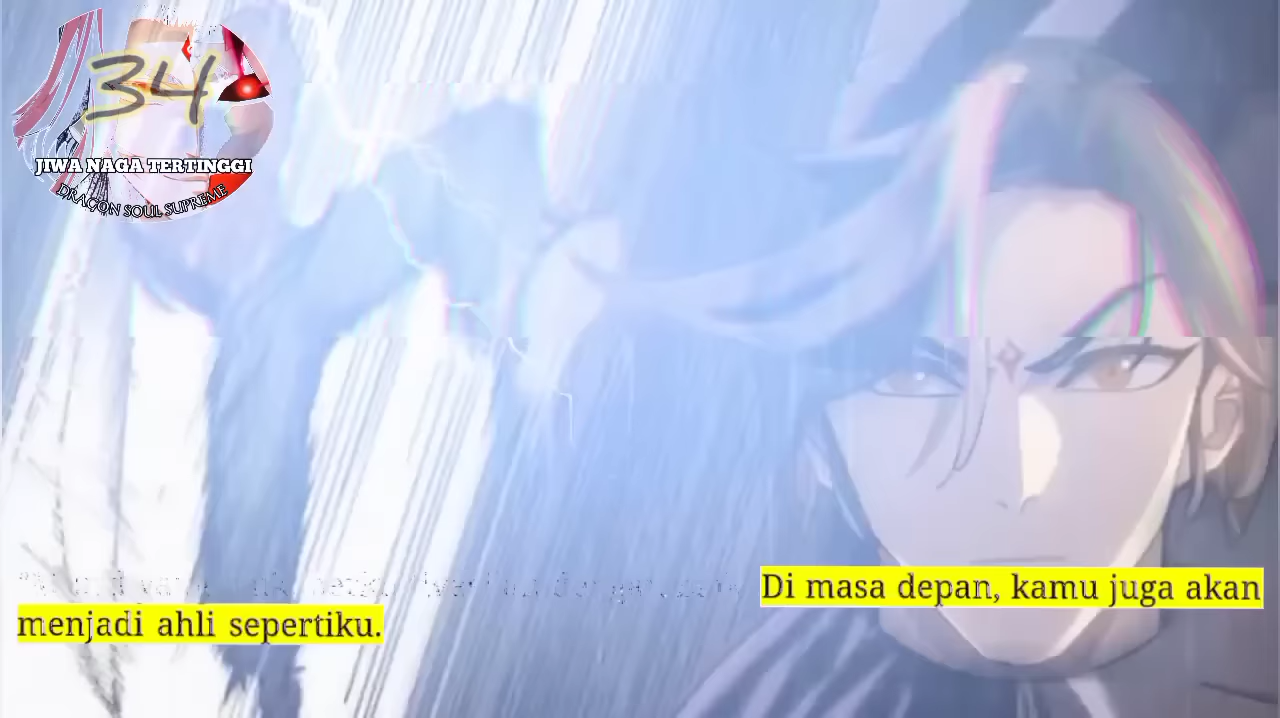 34
JIWA NAGA TERTINGGI
DRAGON SOUL SUPREME
Di masa depan, kamu juga akan
menjadi ahli sepertiku.